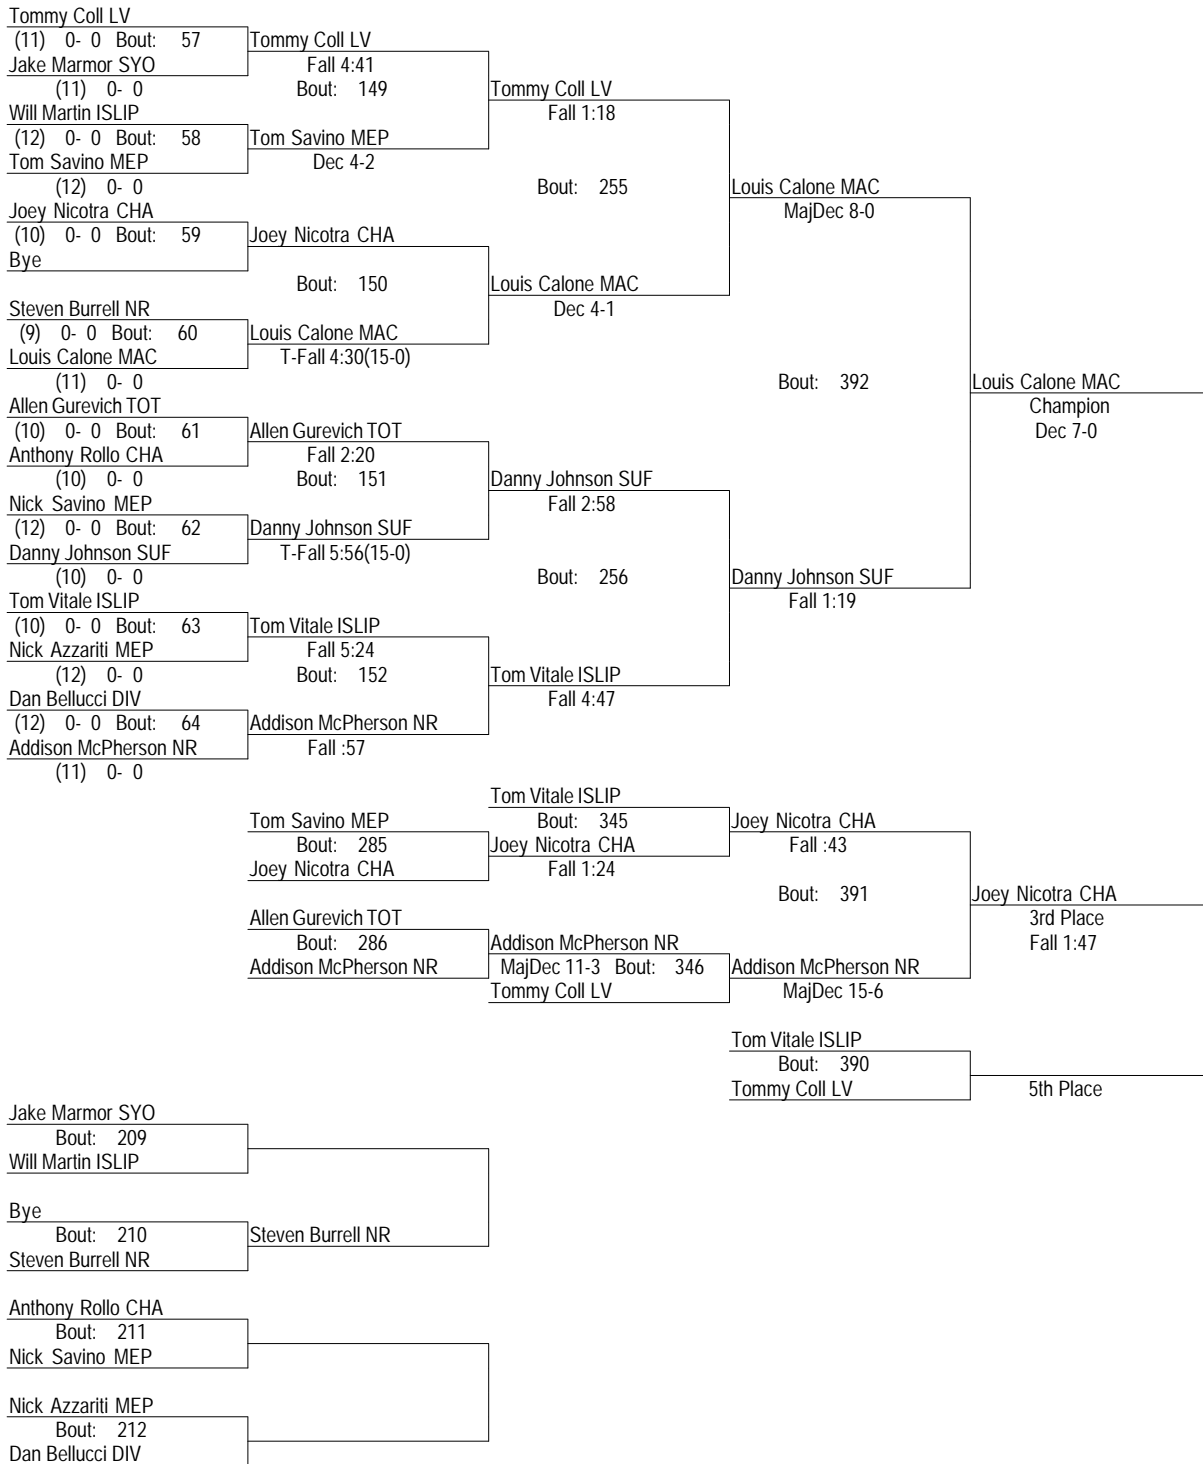 Tommy Coll LV
(11) 0- 0 Bout: 57 Tommy Coll LV
Jake Marmor SYO Fall 4:41
(11) 0- 0 Bout: 149 Tommy Coll LV
Will Martin ISLIP Fall 1:18
(12) 0- 0 Bout: 58 Tom Savino MEP
Tom Savino MEP Dec 4-2
(12) 0- 0 Bout: 255 Louis Calone MAC
Joey Nicotra CHA MajDec 8-0
(10) 0- 0 Bout: 59 Joey Nicotra CHA
Bye
Bout: 150 Louis Calone MAC
Steven Burrell NR Dec 4-1
(9) 0- 0 Bout: 60 Louis Calone MAC
Louis Calone MAC T-Fall 4:30(15-0)
(11) 0- 0 Bout: 392 Louis Calone MAC
Allen Gurevich TOT Champion
(10) 0- 0 Bout: 61 Allen Gurevich TOT Dec 7-0
Anthony Rollo CHA Fall 2:20
(10) 0- 0 Bout: 151 Danny Johnson SUF
Nick Savino MEP Fall 2:58
(12) 0- 0 Bout: 62 Danny Johnson SUF
Danny Johnson SUF T-Fall 5:56(15-0)
(10) 0- 0 Bout: 256 Danny Johnson SUF
Tom Vitale ISLIP Fall 1:19
(10) 0- 0 Bout: 63 Tom Vitale ISLIP
Nick Azzariti MEP Fall 5:24
(12) 0- 0 Bout: 152 Tom Vitale ISLIP
Dan Bellucci DIV Fall 4:47
(12) 0- 0 Bout: 64 Addison McPherson NR
Addison McPherson NR Fall :57
(11) 0- 0
Tom Vitale ISLIP
Tom Savino MEP Bout: 345 Joey Nicotra CHA
Bout: 285 Joey Nicotra CHA Fall :43
Joey Nicotra CHA Fall 1:24
Bout: 391 Joey Nicotra CHA
Allen Gurevich TOT 3rd Place
Bout: 286 Addison McPherson NR Fall 1:47
Addison McPherson NR MajDec 11-3 Bout: 346 Addison McPherson NR
Tommy Coll LV MajDec 15-6
Tom Vitale ISLIP
Bout: 390
Tommy Coll LV 5th Place
Jake Marmor SYO
Bout: 209
Will Martin ISLIP
Bye
Bout: 210 Steven Burrell NR
Steven Burrell NR
Anthony Rollo CHA
Bout: 211
Nick Savino MEP
Nick Azzariti MEP
Bout: 212
Dan Bellucci DIV